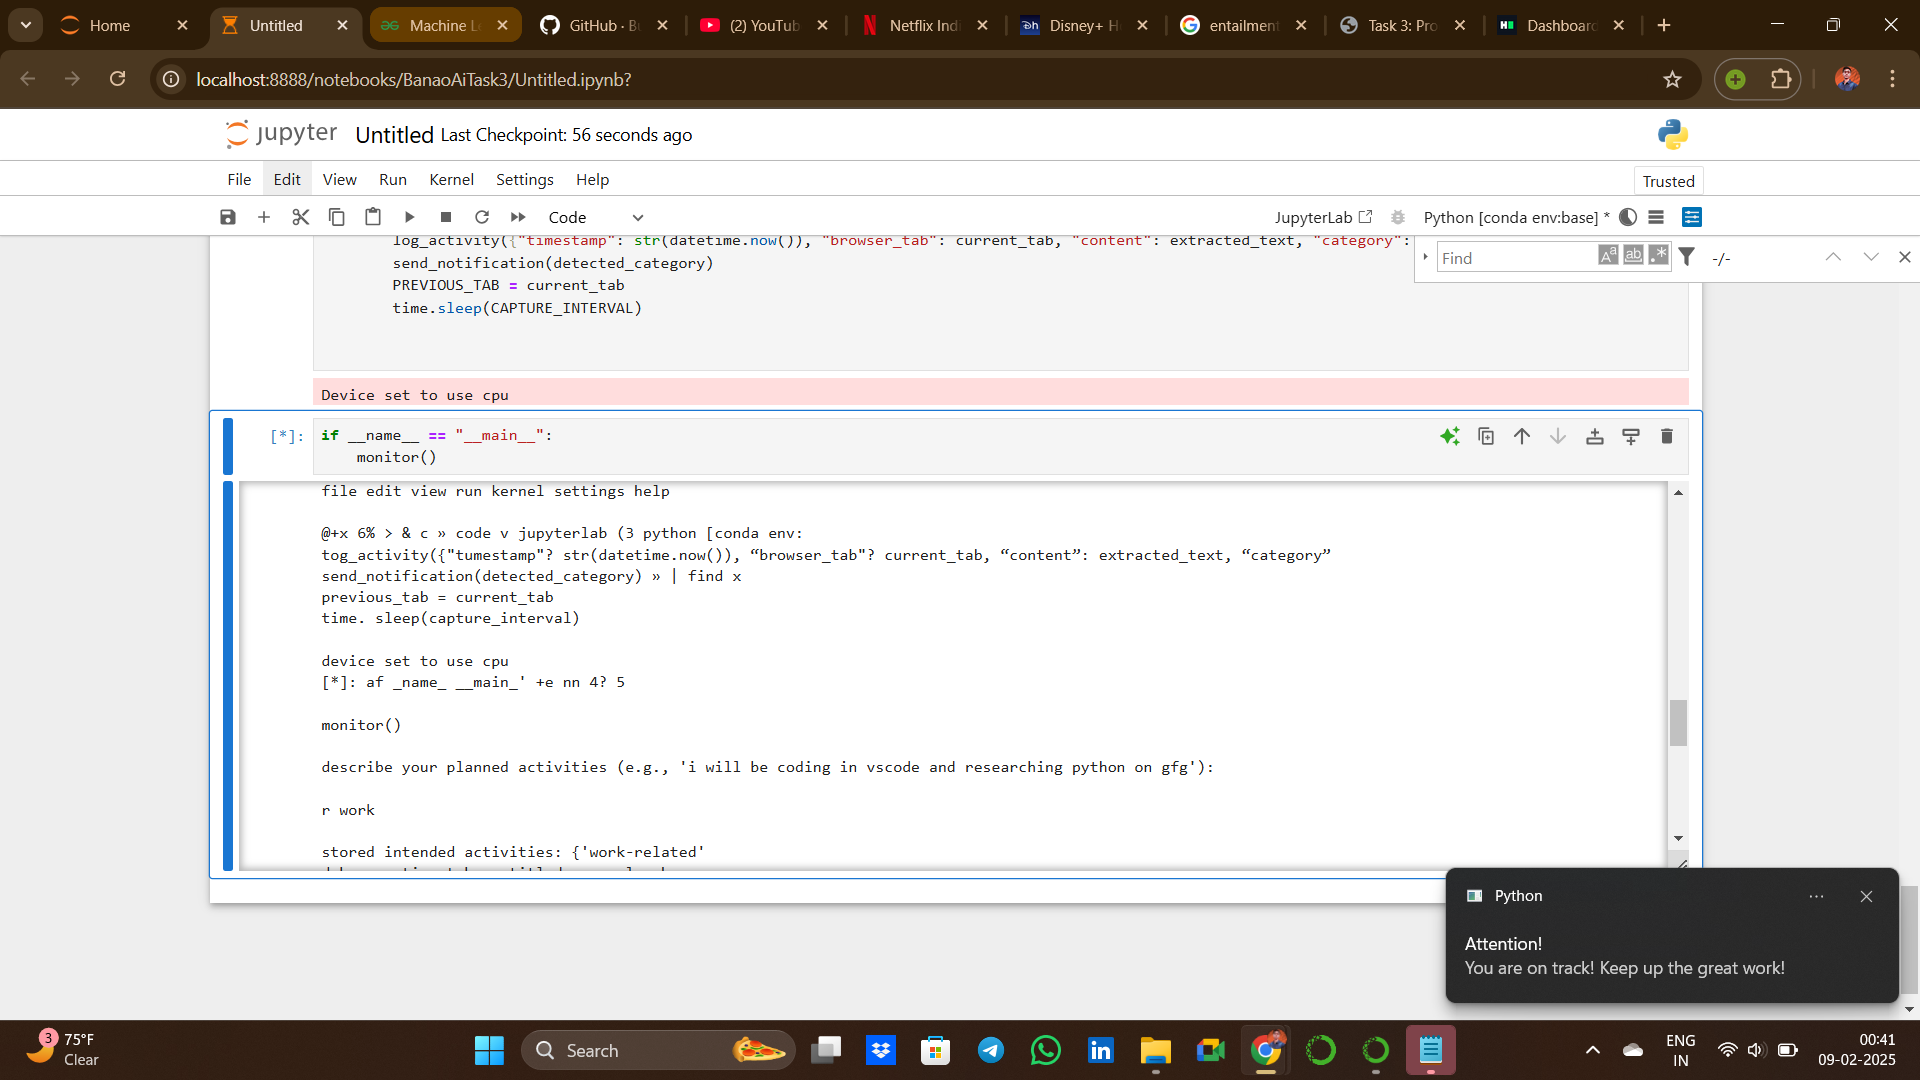 Home
Untitled
Machine Le
GitHub · B
(2) YouTub
Netflix Indi
Disney+ H
entailment
Task 3: Pro
Dashboard
localhost:8888/notebooks/BanaoAiTask3/Untitled.ipynb?
jupyter Untitled Last Checkpoint: 56 seconds ago
File Edit View Run Kernel Settings Help
Trusted
Code
JupyterLab
Python [conda env:base] *
log_activity({"timestamp": str(datetime.now()), "browser_tab": current_tab, "content": extracted_text, "category":
send_notification(detected_category)
PREVIOUS_TAB = current_tab
time.sleep(CAPTURE_INTERVAL)
Find
Aa ab .*
-/-
Device set to use cpu
[*]: if __name__ == "__main__":
monitor()
file edit view run kernel settings help
@+x 6% > & c » code v jupyterlab (3 python [conda env:
tog_activity({"tumestamp"? str(datetime.now()), “browser_tab"? current_tab, “content”: extracted_text, “category”
send_notification(detected_category) » | find x
previous_tab = current_tab
time. sleep(capture_interval)
device set to use cpu
[*]: af _name_ __main_' +e nn 4? 5
monitor()
describe your planned activities (e.g., 'i will be coding in vscode and researching python on gfg'):
r work
stored intended activities: {'work-related'
Python
Attention!
You are on track! Keep up the great work!
3
75°F
Clear
Search
ENG
IN
00:41
09-02-2025